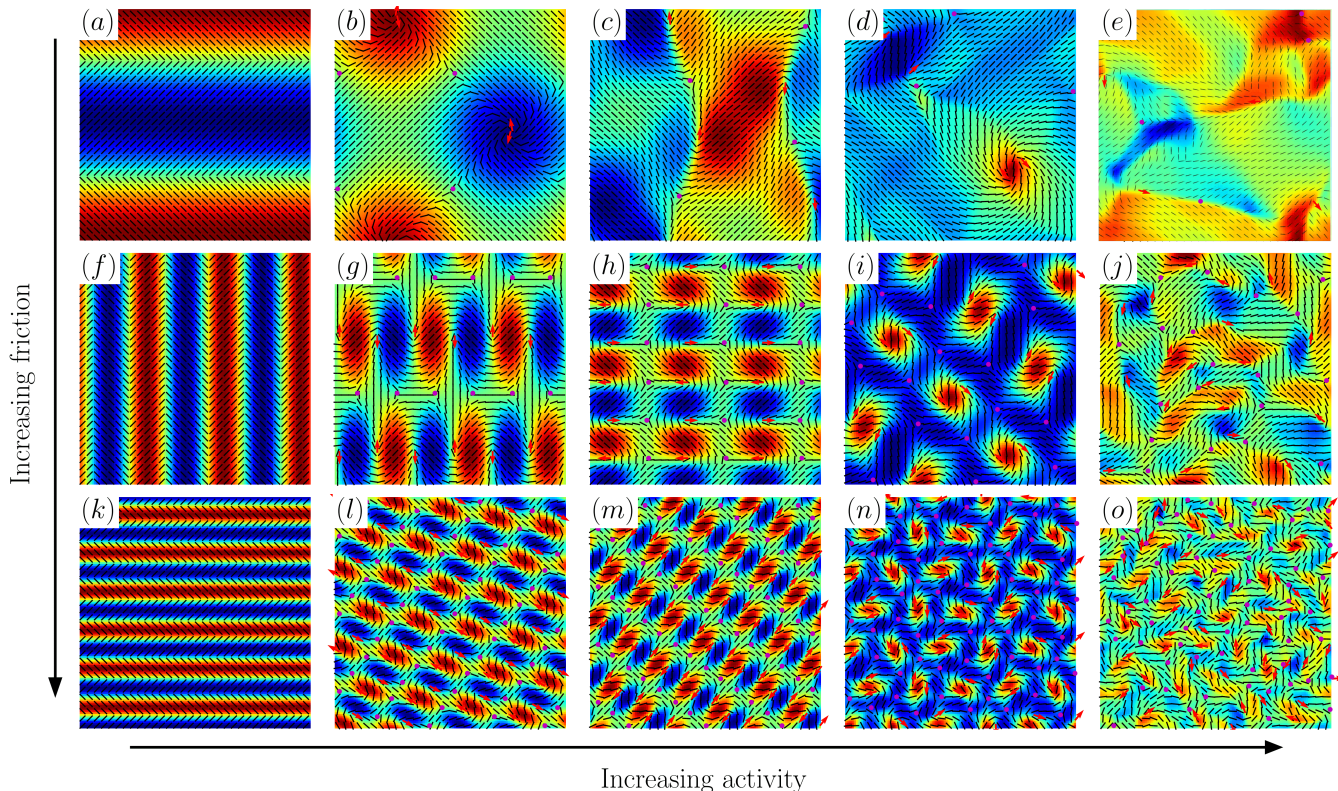 (a) (b) (c) (d) (e)
(f) (g) (h) (i) (j)
(k) (l) (m) (n) (o)
Increasing friction
Increasing activity